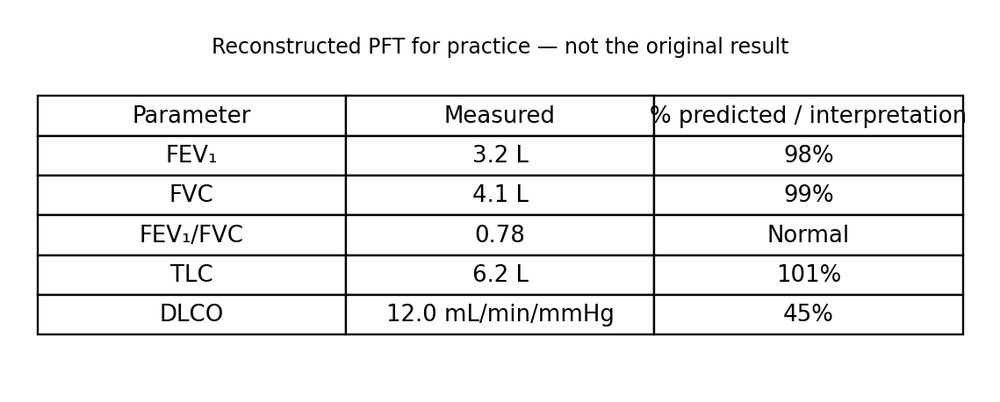 Reconstructed PFT for practice — not the original result
Parameter Measured % predicted / interpretation
FEV₁ 3.2 L 98%
FVC 4.1 L 99%
FEV₁/FVC 0.78 Normal
TLC 6.2 L 101%
DLCO 12.0 mL/min/mmHg 45%